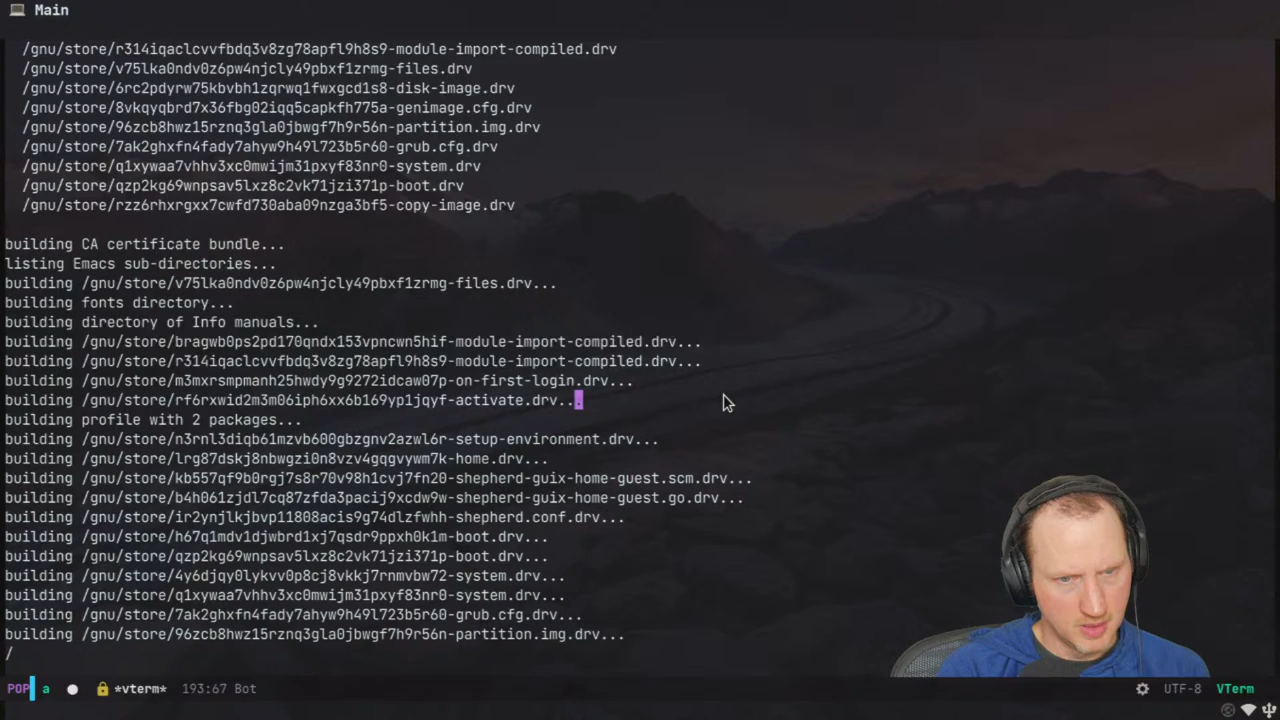 Main
/gnu/store/r314iqaclcvvfbdq3v8zg78apfl9h8s9-module-import-compiled.drv
/gnu/store/v75lka0ndv0z6pw4njcly49pbxf1zrmg-files.drv
/gnu/store/6rc2pdyrw75kbvbh1zqrwq1fwxgcd1s8-disk-image.drv
/gnu/store/8vkqyqbrd7x36fbg02iqq5capkfh775a-genimage.cfg.drv
/gnu/store/96zcb8hwz15rznq3gla0jbwgf7h9r56n-partition.img.drv
/gnu/store/7ak2ghxfn4fady7ahyw9h49l723b5r60-grub.cfg.drv
/gnu/store/q1xywaa7vhhv3xc0mwijm31pxyf83nr0-system.drv
/gnu/store/qzp2kg69wnpsav5lxz8c2vk71jzi371p-boot.drv
/gnu/store/rzz6rhxrgxx7cwfd730aba09nzga3bf5-copy-image.drv
building CA certificate bundle...
listing Emacs sub-directories...
building /gnu/store/v75lka0ndv0z6pw4njcly49pbxf1zrmg-files.drv...
building fonts directory...
building directory of Info manuals...
building /gnu/store/bragwb0ps2pd170qndx153vpncwn5hif-module-import-compiled.drv...
building /gnu/store/r314iqaclcvvfbdq3v8zg78apfl9h8s9-module-import-compiled.drv...
building /gnu/store/m3mxrsmpmanh25hwdy9g9272idcaw07p-on-first-login.drv...
building /gnu/store/rf6rxwid2m3m06iph6xx6b169yp1jqyf-activate.drv...
building profile with 2 packages...
building /gnu/store/n3rnl3diqb61mzvb600gbzgnv2azwl6r-setup-environment.drv...
building /gnu/store/lrg87dskj8nbwgzi0n8vzv4gqgvywm7k-home.drv...
building /gnu/store/kb557qf9b0rgj7s8r70v98h1cvj7fn20-shepherd-guix-home-guest.scm.drv...
building /gnu/store/b4h061zjdl7cq87zfda3pacij9xcdw9w-shepherd-guix-home-guest.go.drv...
building /gnu/store/ir2ynjlkjbvp11808acis9g74dlzfwhh-shepherd.conf.drv...
building /gnu/store/h67q1mdv1djwbrd1xj7qsdr9ppxh0k1m-boot.drv...
building /gnu/store/qzp2kg69wnpsav5lxz8c2vk71jzi371p-boot.drv...
building /gnu/store/4y6djqy0lykvv0p8cj8vkkj7rnmvbw72-system.drv...
building /gnu/store/q1xywaa7vhhv3xc0mwijm31pxyf83nr0-system.drv...
building /gnu/store/7ak2ghxfn4fady7ahyw9h49l723b5r60-grub.cfg.drv...
building /gnu/store/96zcb8hwz15rznq3gla0jbwgf7h9r56n-partition.img.drv...
/
POP a *vterm* 193:67 Bot UTF-8 VTerm